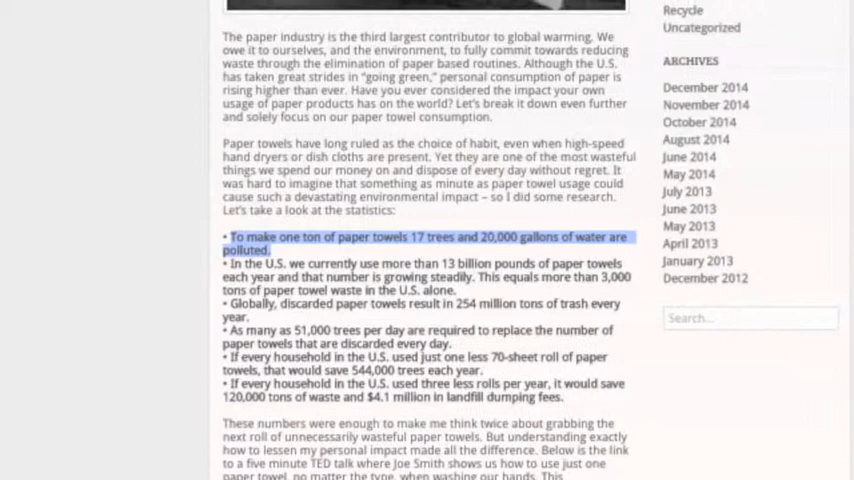 The paper industry is the third largest contributor to global warming. We
owe it to ourselves, and the environment, to fully commit towards reducing
waste through the elimination of paper based routines. Although the U.S.
has taken great strides in “going green,” personal consumption of paper is
rising higher than ever. Have you ever considered the impact your own
usage of paper products has on the world? Let’s break it down even further
and solely focus on our paper towel consumption.
Paper towels have long ruled as the choice of habit, even when high-speed
hand dryers or dish cloths are present. Yet they are one of the most wasteful
things we spend our money on and dispose of every day without regret. It
was hard to imagine that something as minute as paper towel usage could
cause such a devastating environmental impact – so I did some research.
Let’s take a look at the statistics:
• To make one ton of paper towels 17 trees and 20,000 gallons of water are
polluted.
• In the U.S. we currently use more than 13 billion pounds of paper towels
each year and that number is growing steadily. This equals more than 3,000
tons of paper towel waste in the U.S. alone.
• Globally, discarded paper towels result in 254 million tons of trash every
year.
• As many as 51,000 trees per day are required to replace the number of
paper towels that are discarded every day.
• If every household in the U.S. used just one less 70-sheet roll of paper
towels, that would save 544,000 trees each year.
• If every household in the U.S. used three less rolls per year, it would save
120,000 tons of waste and $4.1 million in landfill dumping fees.
These numbers were enough to make me think twice about grabbing the
next roll of unnecessarily wasteful paper towels. But understanding exactly
how to lessen my personal impact made all the difference. Below is the link
to a five minute TED talk where Joe Smith shows us how to use just one
paper towel, no matter the type, when washing our hands. This
Recycle
Uncategorized
ARCHIVES
December 2014
November 2014
October 2014
August 2014
June 2014
May 2014
July 2013
June 2013
May 2013
April 2013
January 2013
December 2012
Search...